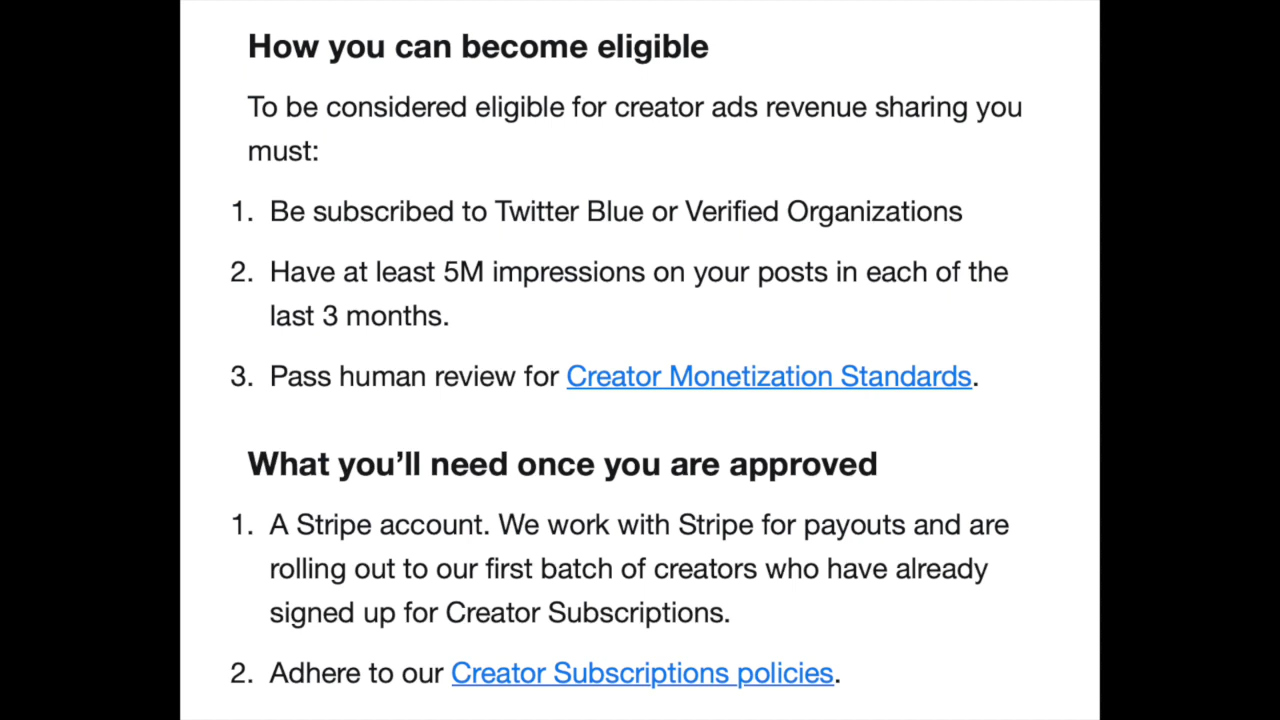 How you can become eligible
To be considered eligible for creator ads revenue sharing you
must:
1. Be subscribed to Twitter Blue or Verified Organizations
2. Have at least 5M impressions on your posts in each of the
last 3 months.
3. Pass human review for Creator Monetization Standards.
What you’ll need once you are approved
1. A Stripe account. We work with Stripe for payouts and are
rolling out to our first batch of creators who have already
signed up for Creator Subscriptions.
2. Adhere to our Creator Subscriptions policies.